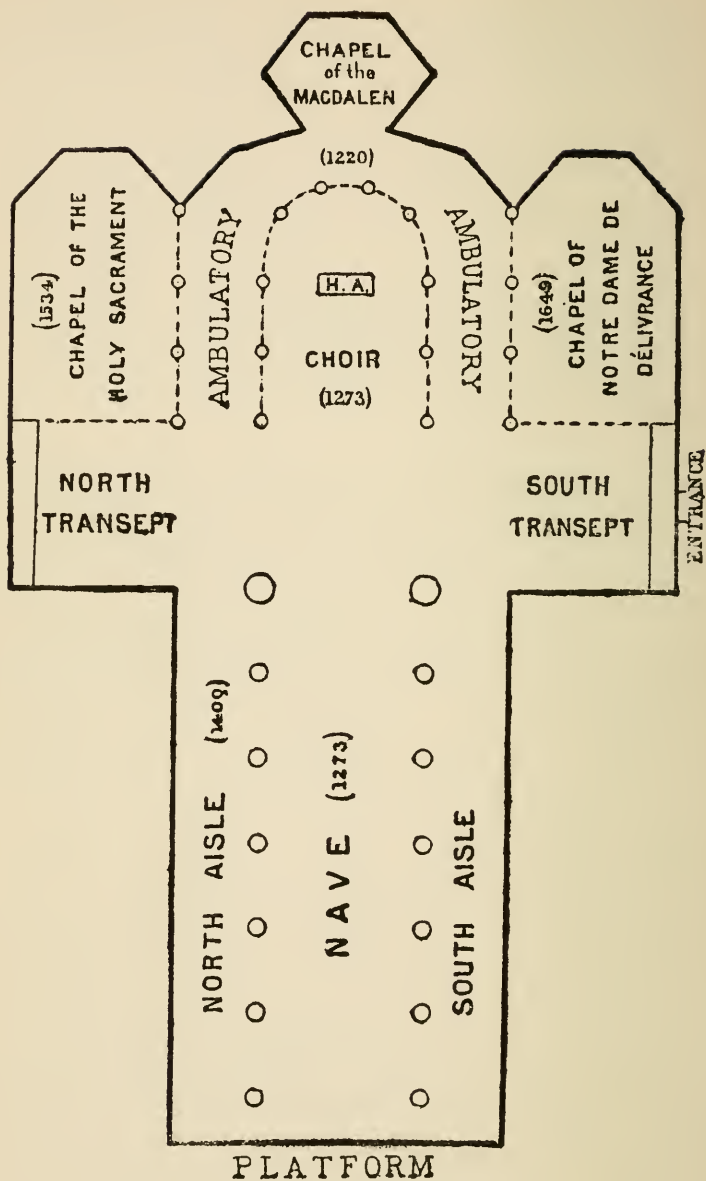 CHAPEL
of the
MAGDALEN
(1220)
(1534)
CHAPEL OF THE
HOLY SACRAMENT
AMBULATORY
H.A.
CHOIR
(1273)
AMBULATORY
(1649)
CHAPEL OF
NOTRE DAME DE
DÉLIVRANCE
NORTH
TRANSEPT
SOUTH
TRANSEPT
ENTRANCE
NORTH AISLE (1409)
NAVE (1273)
SOUTH AISLE
PLATFORM